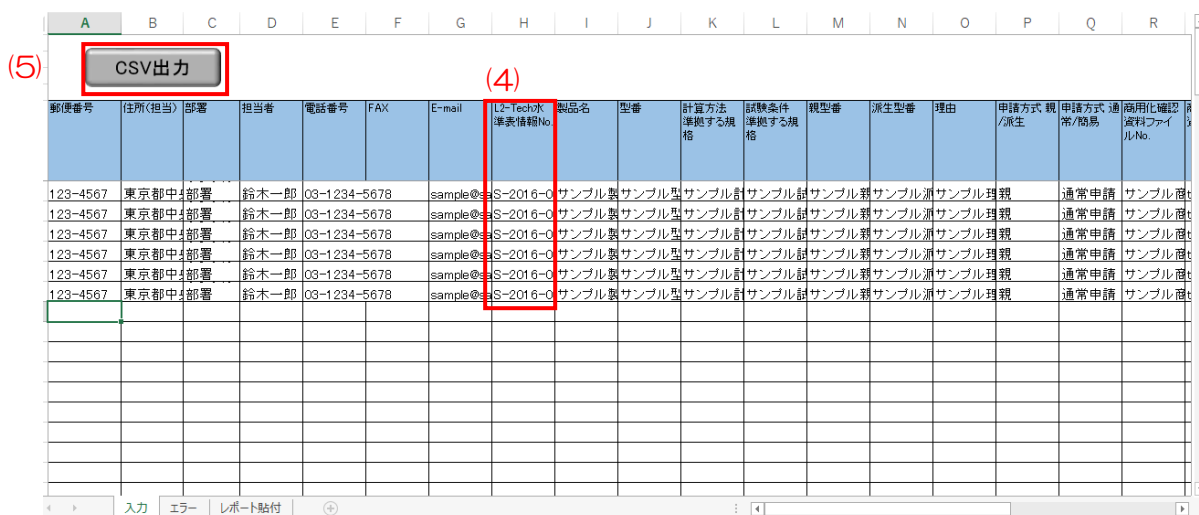 A B C D E F G H I J K L M N O P Q R
(5)
CSV出力
(4)
郵便番号 住所(担当) 部署 担当者 電話番号 FAX E-mail L2-Tech水 製品名 型番 計算方法 試験条件 親型番 派生型番 理由 申請方式 親 申請方式 通 商用化確認
準表情報No. 準拠する規 準拠する規 /派生 常/簡易 資料ファイ
格 格 ルNo.
123-4567 東京都中央 部署 鈴木一郎 03-1234-5678 sample@sa S-2016-0 サンプル製 サンプル型 サンプル計 サンプル試 サンプル親 サンプル派 サンプル理 親 通常申請 サンプル商
123-4567 東京都中央 部署 鈴木一郎 03-1234-5678 sample@sa S-2016-0 サンプル製 サンプル型 サンプル計 サンプル試 サンプル親 サンプル派 サンプル理 親 通常申請 サンプル商
123-4567 東京都中央 部署 鈴木一郎 03-1234-5678 sample@sa S-2016-0 サンプル製 サンプル型 サンプル計 サンプル試 サンプル親 サンプル派 サンプル理 親 通常申請 サンプル商
123-4567 東京都中央 部署 鈴木一郎 03-1234-5678 sample@sa S-2016-0 サンプル製 サンプル型 サンプル計 サンプル試 サンプル親 サンプル派 サンプル理 親 通常申請 サンプル商
123-4567 東京都中央 部署 鈴木一郎 03-1234-5678 sample@sa S-2016-0 サンプル製 サンプル型 サンプル計 サンプル試 サンプル親 サンプル派 サンプル理 親 通常申請 サンプル商
123-4567 東京都中央 部署 鈴木一郎 03-1234-5678 sample@sa S-2016-0 サンプル製 サンプル型 サンプル計 サンプル試 サンプル親 サンプル派 サンプル理 親 通常申請 サンプル商
入力 エラー レポート貼付